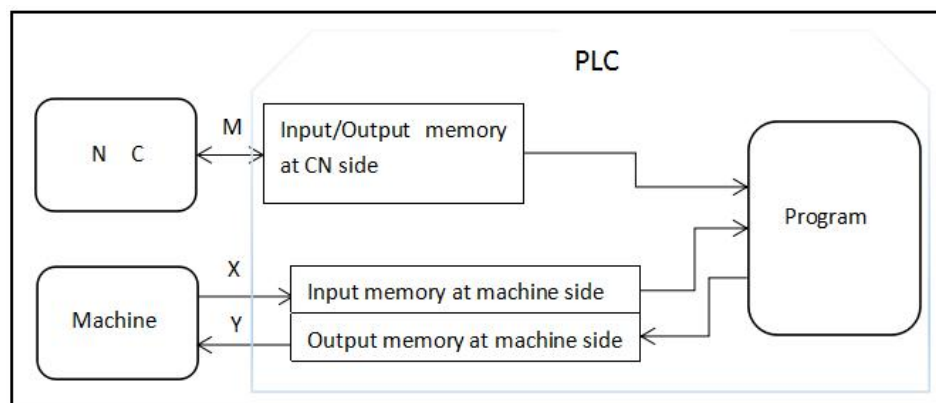 PLC
N C
M
Input/Output memory
at CN side
Program
Machine
X
Y
Input memory at machine side
Output memory at machine side